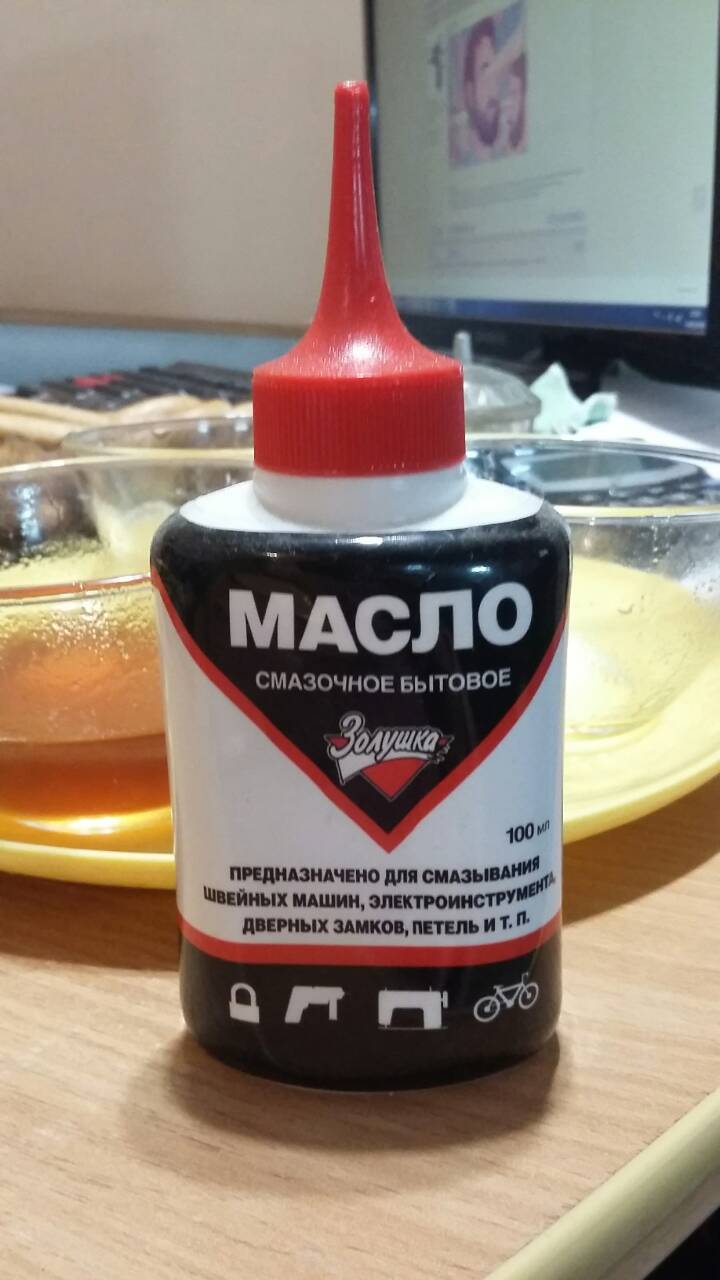 МАСЛО
СМАЗОЧНОЕ БЫТОВОЕ
Золушка
100 мл
ПРЕДНАЗНАЧЕНО ДЛЯ СМАЗЫВАНИЯ
ШВЕЙНЫХ МАШИН, ЭЛЕКТРОИНСТРУМЕНТА,
ДВЕРНЫХ ЗАМКОВ, ПЕТЕЛЬ И Т. П.